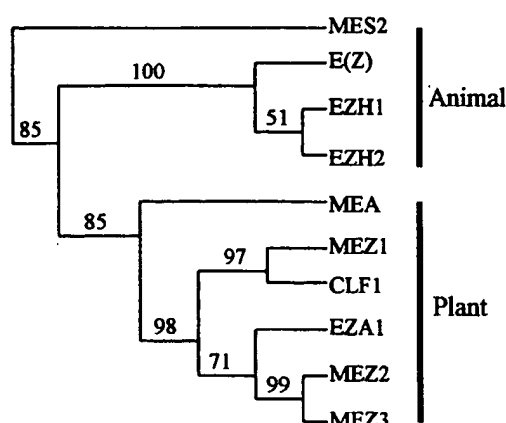 MES2
E(Z)
100
EZH1
Animal
51
85
EZH2
MEA
85
MEZ1
97
CLF1
Plant
EZA1
98
71
MEZ2
99
MEZ3